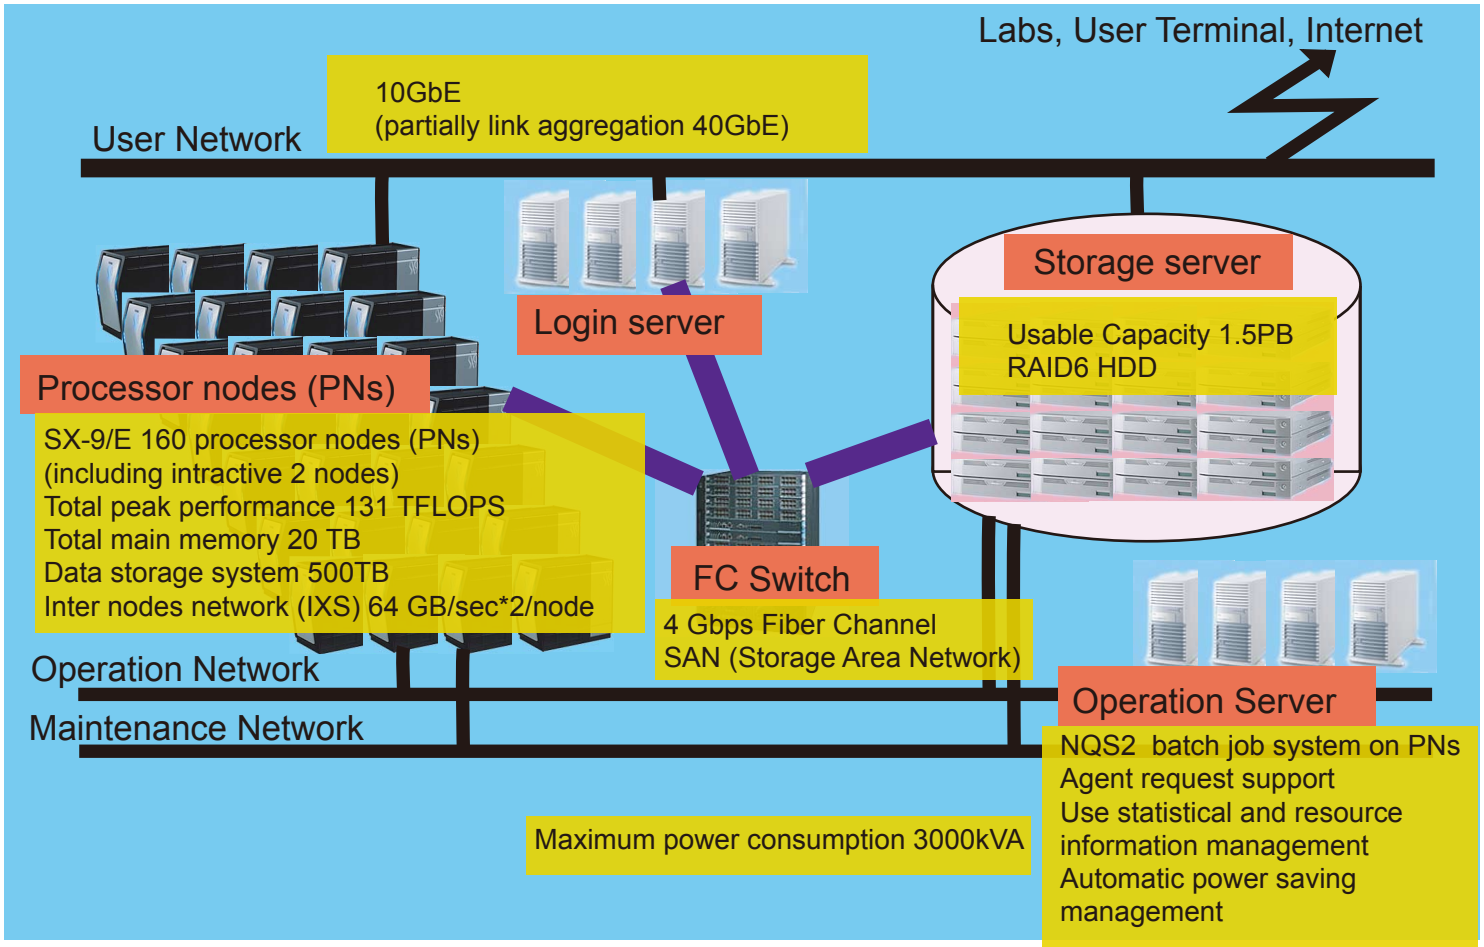 Labs, User Terminal, Internet
10GbE
(partially link aggregation 40GbE)
User Network
Storage server
Usable Capacity 1.5PB
RAID6 HDD
Login server
Processor nodes (PNs)
SX-9/E 160 processor nodes (PNs)
(including intractive 2 nodes)
Total peak performance 131 TFLOPS
Total main memory 20 TB
Data storage system 500TB
Inter nodes network (IXS) 64 GB/sec*2/node
FC Switch
4 Gbps Fiber Channel
SAN (Storage Area Network)
Operation Network
Maintenance Network
Operation Server
NQS2  batch job system on PNs
Agent request support
Use statistical and resource
information management
Automatic power saving
management
Maximum power consumption 3000kVA